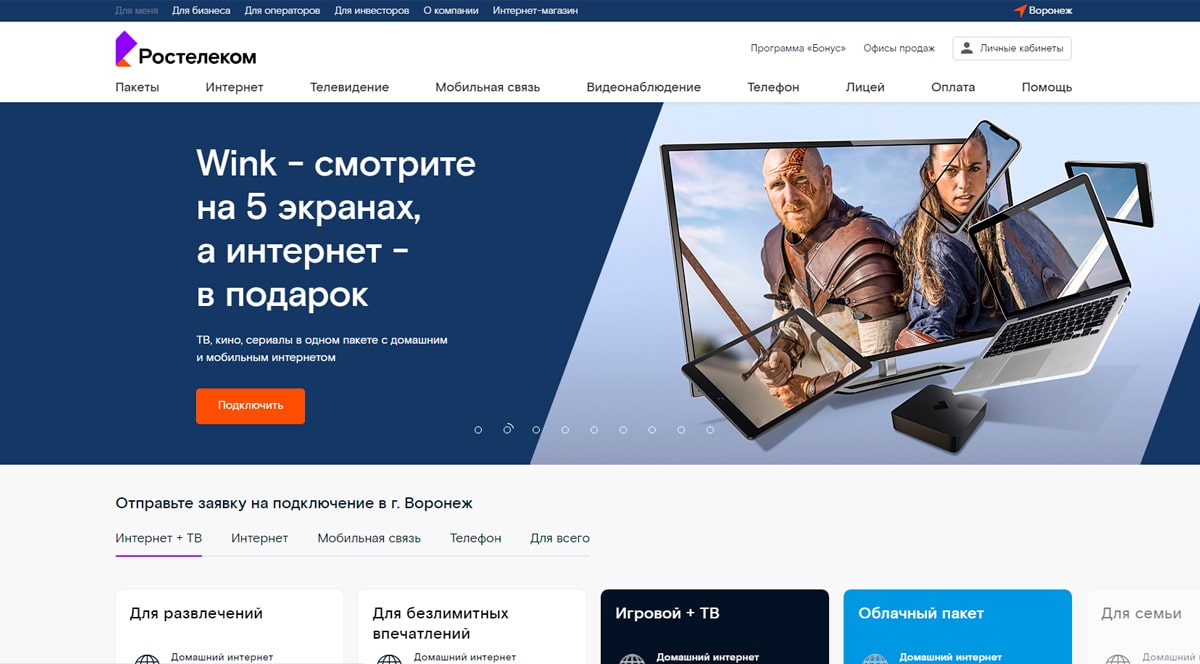 Для меня Для бизнеса Для операторов Для инвесторов О компании Интернет-магазин Воронеж
Ростелеком
Программа «Бонус» Офисы продаж Личные кабинеты
Пакеты Интернет Телевидение Мобильная связь Видеонаблюдение Телефон Лицей Оплата Помощь
Wink - смотрите
на 5 экранах,
а интернет -
в подарок
ТВ, кино, сериалы в одном пакете с домашним
и мобильным интернетом
Подключить
Отправьте заявку на подключение в г. Воронеж
Интернет + ТВ Интернет Мобильная связь Телефон Для всего
Для развлечений
Домашний интернет
Для безлимитных
впечатлений
Домашний интернет
Игровой + ТВ
Домашний интернет
Облачный пакет
Домашний интернет
Для семьи
Домашний